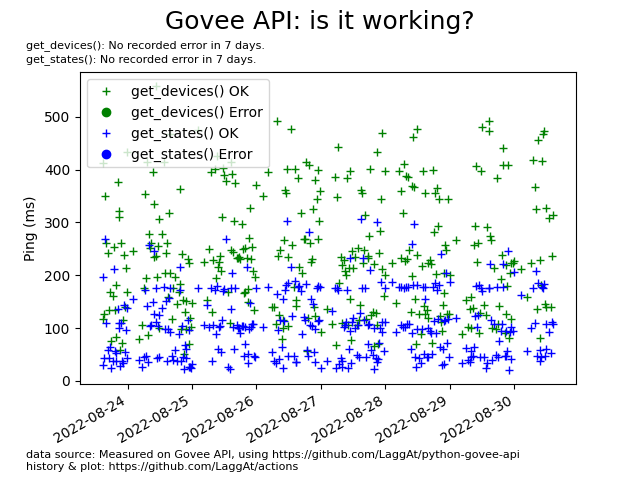 Govee API: is it working?
get_devices(): No recorded error in 7 days.
get_states(): No recorded error in 7 days.
get_devices() OK
get_devices() Error
get_states() OK
get_states() Error
Ping (ms)
500
400
300
200
100
0
2022-08-24
2022-08-25
2022-08-26
2022-08-27
2022-08-28
2022-08-29
2022-08-30
data source: Measured on Govee API, using https://github.com/LaggAt/python-govee-api
history & plot: https://github.com/LaggAt/actions